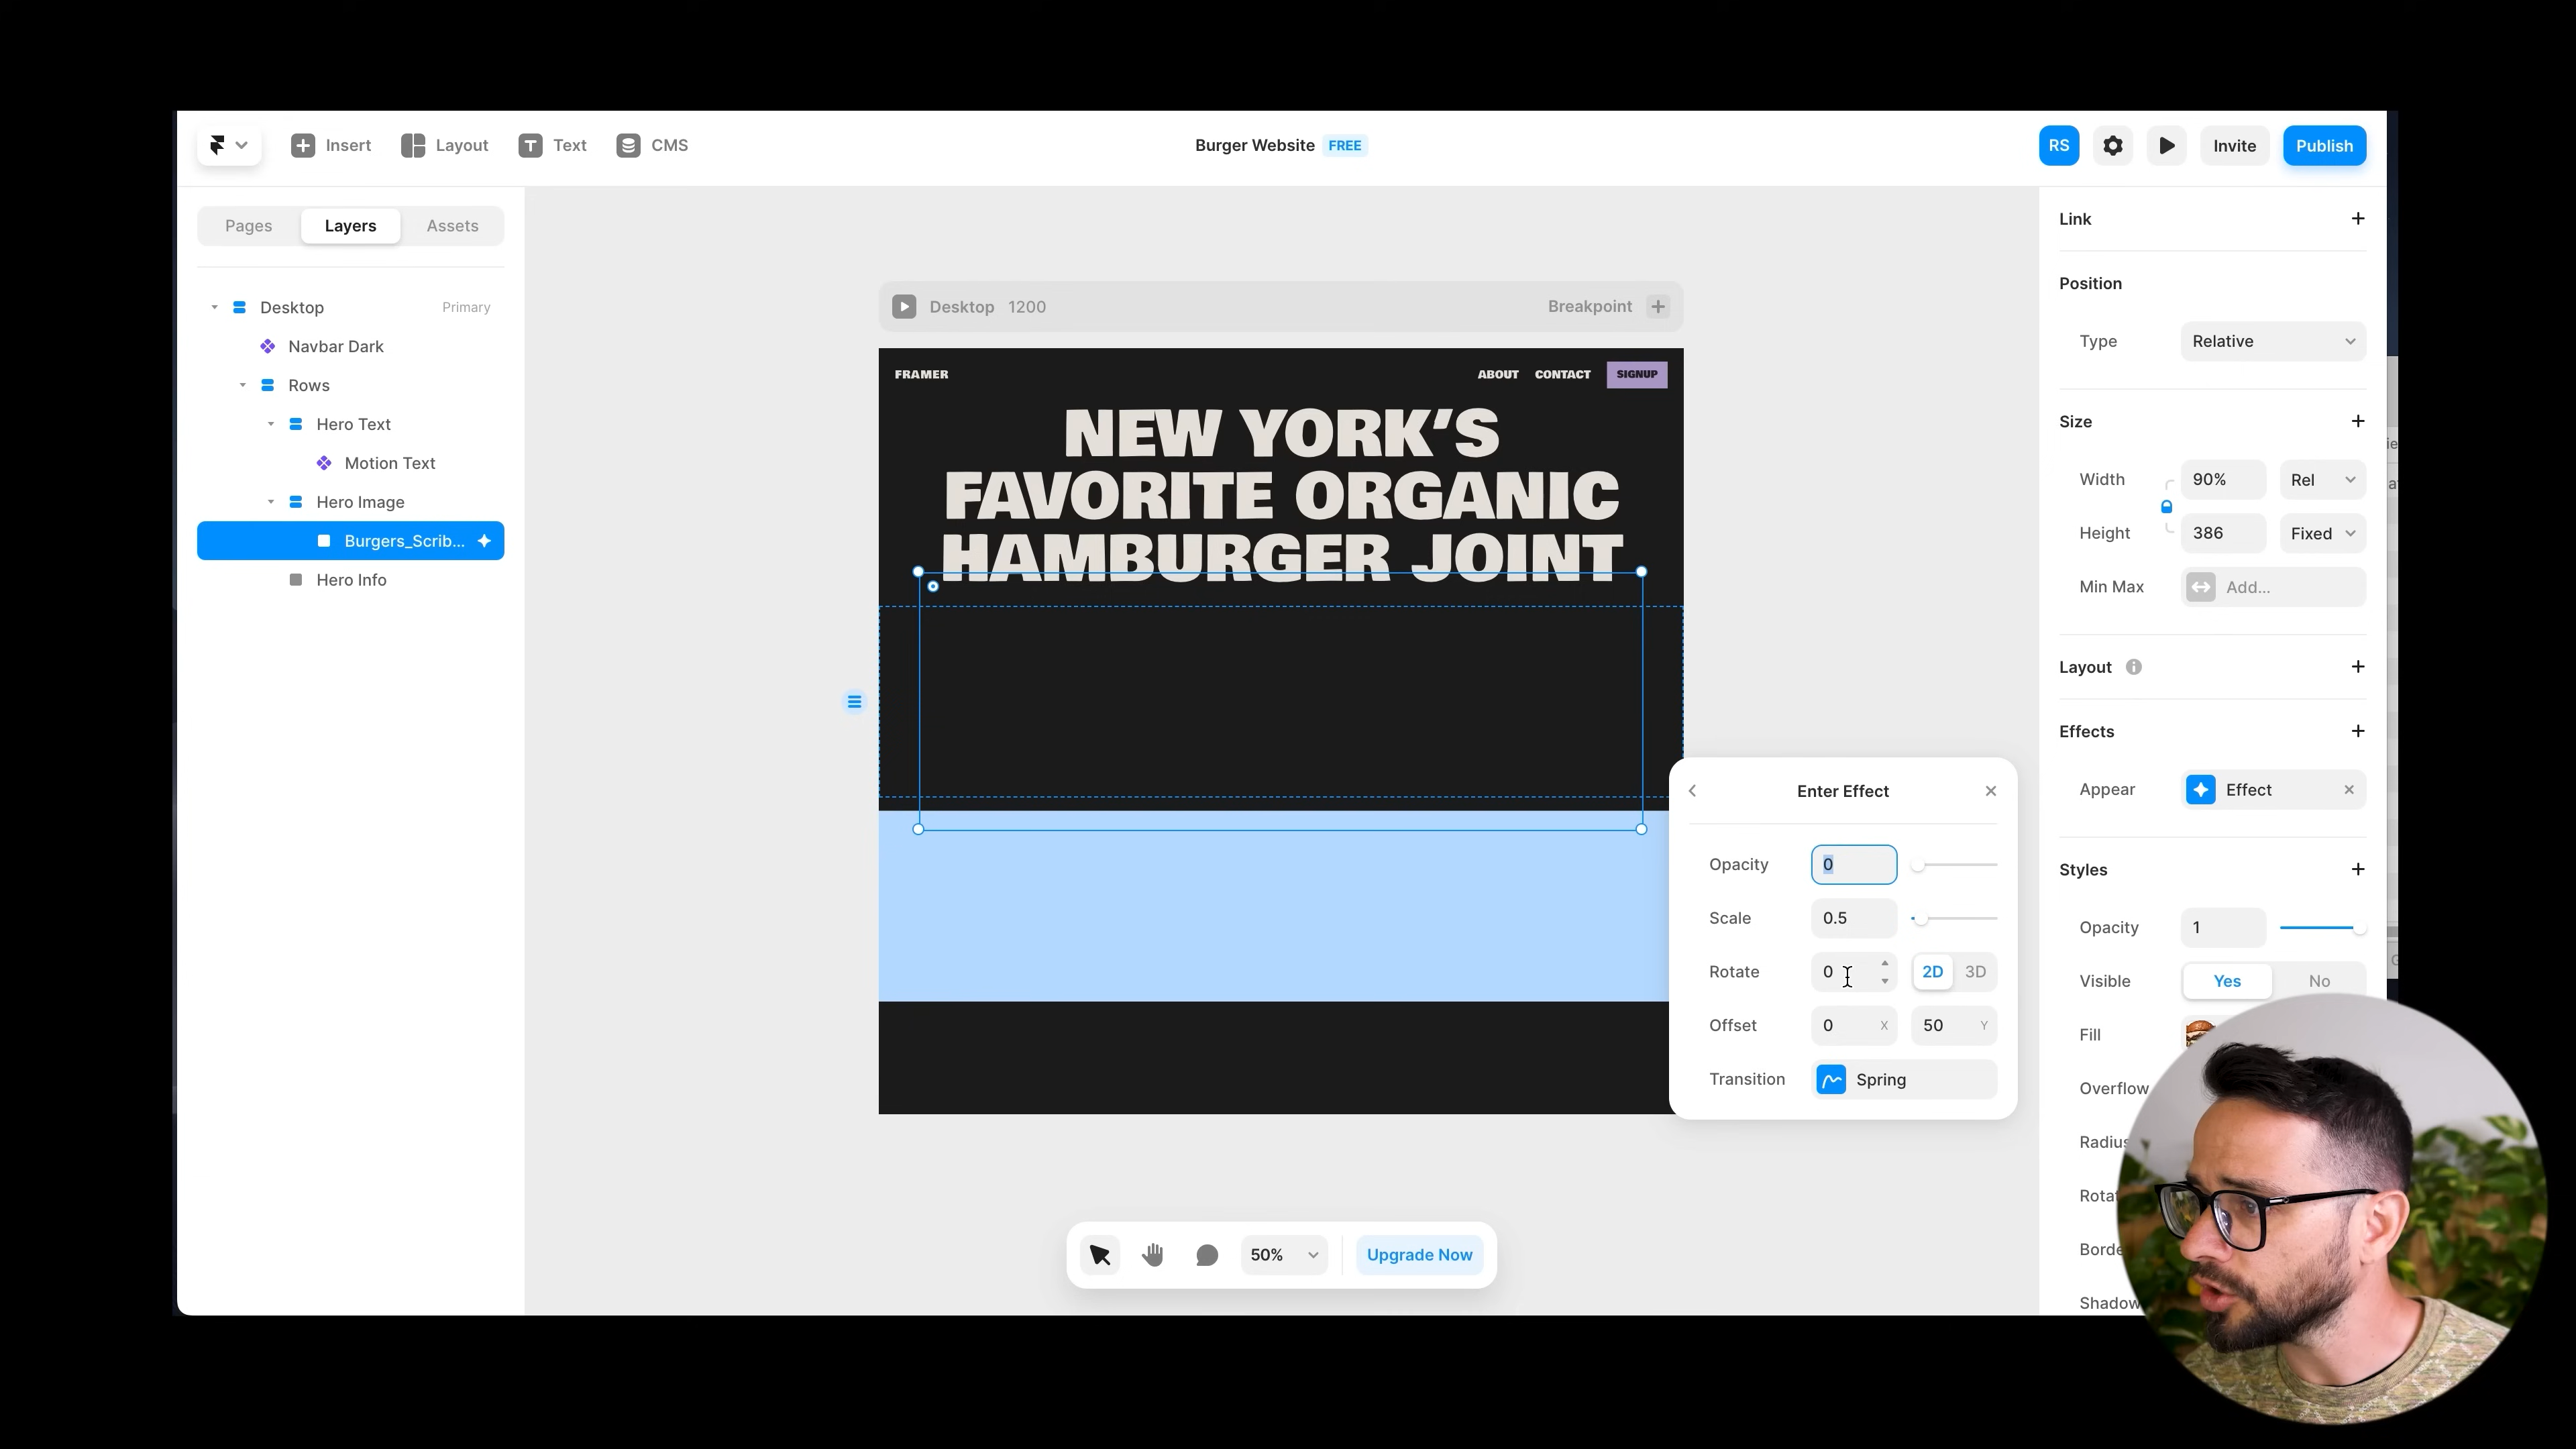 Insert
Layout
Text
CMS
Burger Website FREE
RS
Invite
Publish
Pages
Layers
Assets
Desktop
Primary
Navbar Dark
Rows
Hero Text
Motion Text
Hero Image
Burgers_Scrib...
Hero Info
Desktop 1200
Breakpoint
FRAMER
ABOUT
CONTACT
SIGNUP
NEW YORK’S
FAVORITE ORGANIC
HAMBURGER JOINT
Enter Effect
Opacity 0
Scale 0.5
Rotate 0 2D 3D
Offset 0 X 50 Y
Transition Spring
50%
Upgrade Now
Link
Position
Type Relative
Size
Width 90% Rel
Height 386 Fixed
Min Max Add...
Layout
Effects
Appear Effect
Styles
Opacity 1
Visible Yes No
Fill
Overflow